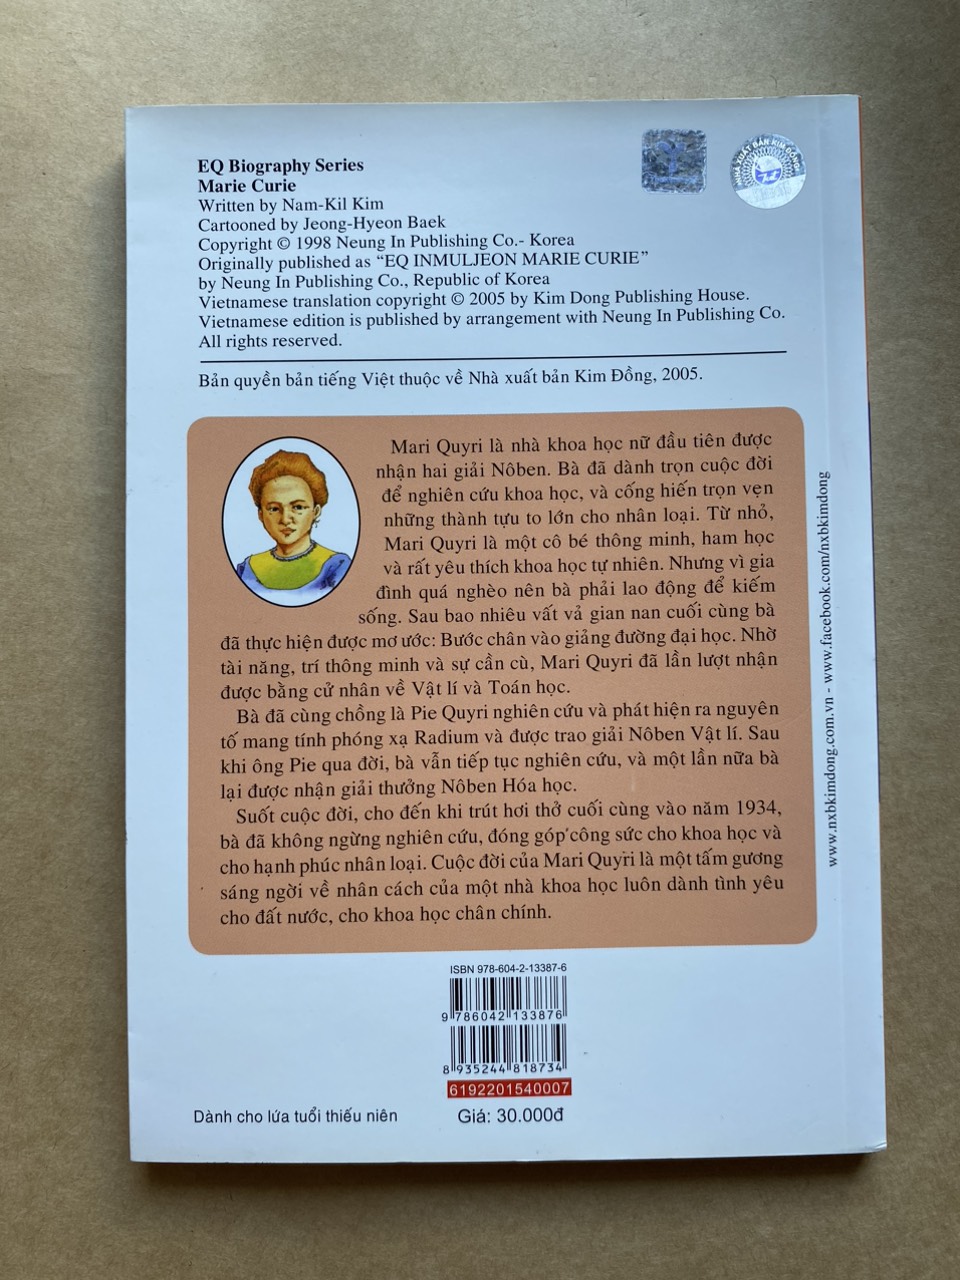 EQ Biography Series
Marie Curie
Written by Nam-Kil Kim
Cartooned by Jeong-Hyeon Baek
Copyright © 1998 Neung In Publishing Co.- Korea
Originally published as “EQ INMULJEON MARIE CURIE”
by Neung In Publishing Co., Republic of Korea
Vietnamese translation copyright © 2005 by Kim Dong Publishing House.
Vietnamese edition is published by arrangement with Neung In Publishing Co.
All rights reserved.
Bản quyền bản tiếng Việt thuộc về Nhà xuất bản Kim Đồng, 2005.
NHÀ XUẤT BẢN KIM ĐỒNG
Mari Quyri là nhà khoa học nữ đầu tiên được
nhận hai giải Nôben. Bà đã dành trọn cuộc đời
để nghiên cứu khoa học, và cống hiến trọn vẹn
những thành tựu to lớn cho nhân loại. Từ nhỏ,
Mari Quyri là một cô bé thông minh, ham học
và rất yêu thích khoa học tự nhiên. Nhưng vì gia
đình quá nghèo nên bà phải lao động để kiếm
sống. Sau bao nhiêu vất vả gian nan cuối cùng bà
đã thực hiện được mơ ước: Bước chân vào giảng đường đại học. Nhờ
tài năng, trí thông minh và sự cần cù, Mari Quyri đã lần lượt nhận
được bằng cử nhân về Vật lí và Toán học.
Bà đã cùng chồng là Pie Quyri nghiên cứu và phát hiện ra nguyên
tố mang tính phóng xạ Radium và được trao giải Nôben Vật lí. Sau
khi ông Pie qua đời, bà vẫn tiếp tục nghiên cứu, và một lần nữa bà
lại được nhận giải thưởng Nôben Hóa học.
Suốt cuộc đời, cho đến khi trút hơi thở cuối cùng vào năm 1934,
bà đã không ngừng nghiên cứu, đóng góp công sức cho khoa học và
cho hạnh phúc nhân loại. Cuộc đời của Mari Quyri là một tấm gương
sáng ngời về nhân cách của một nhà khoa học luôn dành tình yêu
cho đất nước, cho khoa học chân chính.
www.nxbkimdong.com.vn - www.facebook.com/nxbkimdong
ISBN 978-604-2-13387-6
9 786042 133876
8 935244 818734
6192201540007
Dành cho lứa tuổi thiếu niên
Giá: 30.000đ